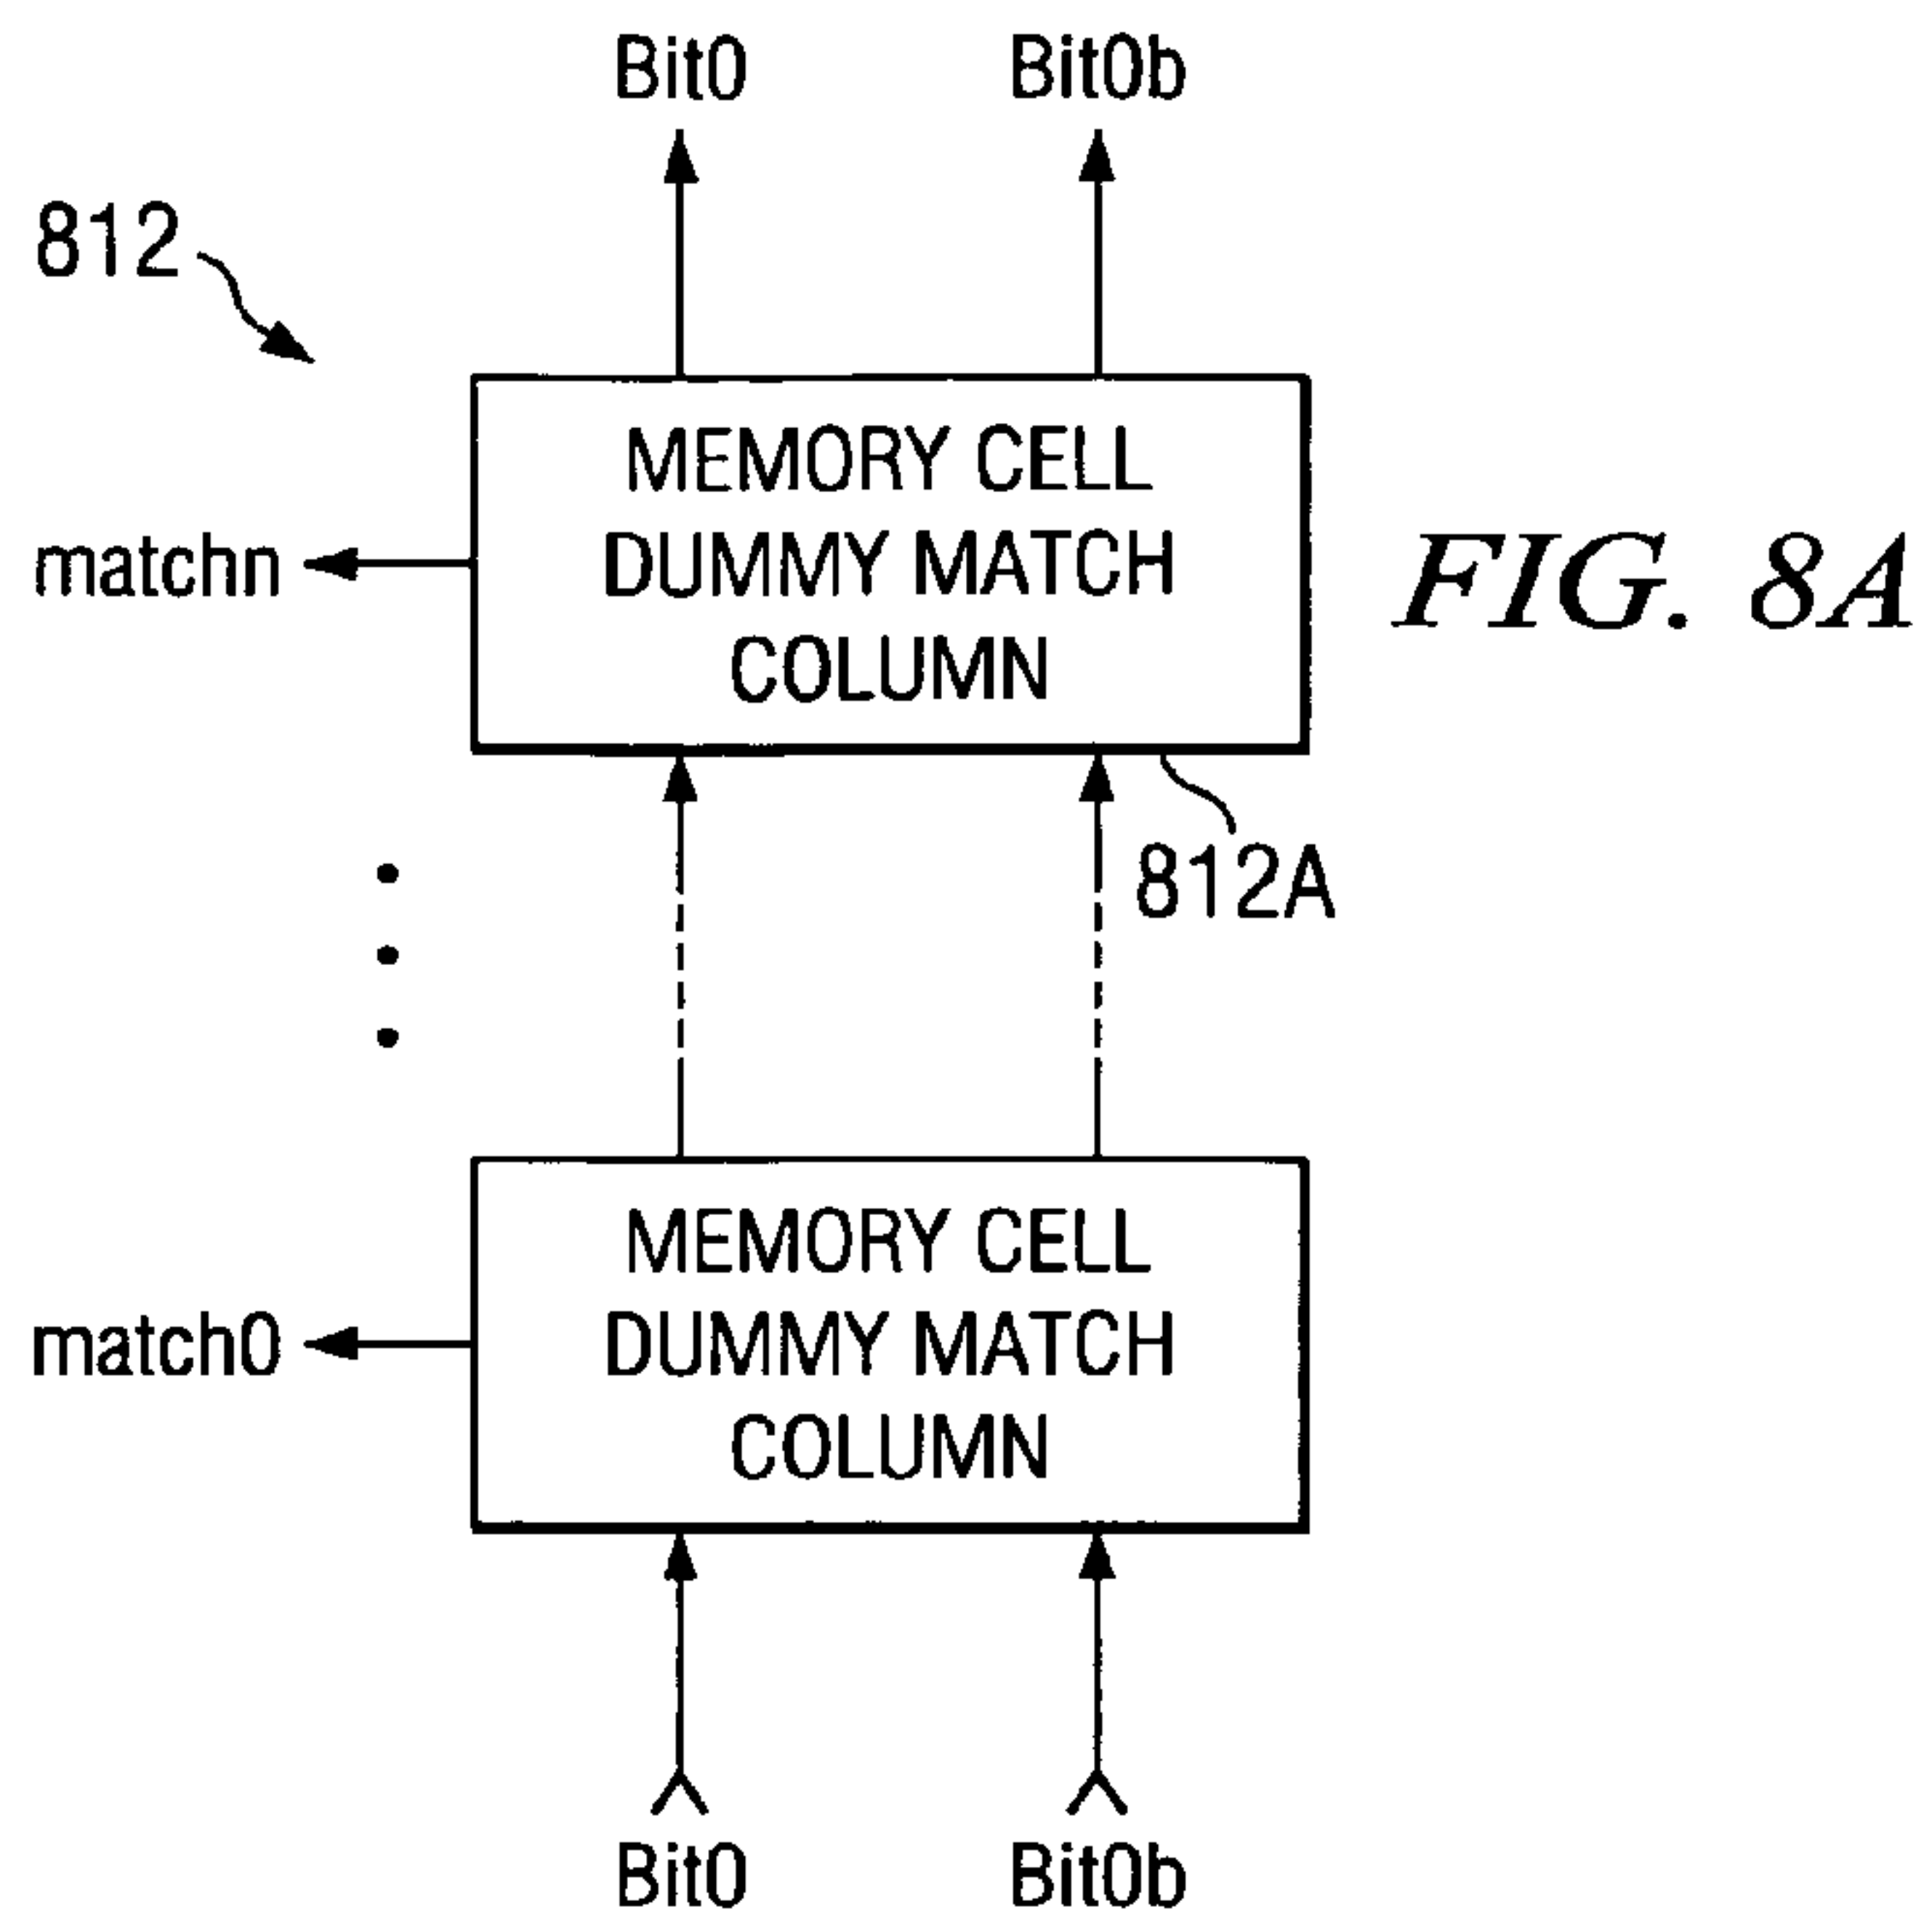 Bit0 Bit0b
812
MEMORY CELL
DUMMY MATCH
COLUMN
matchn
FIG. 8A
812A
MEMORY CELL
DUMMY MATCH
COLUMN
match0
Bit0 Bit0b